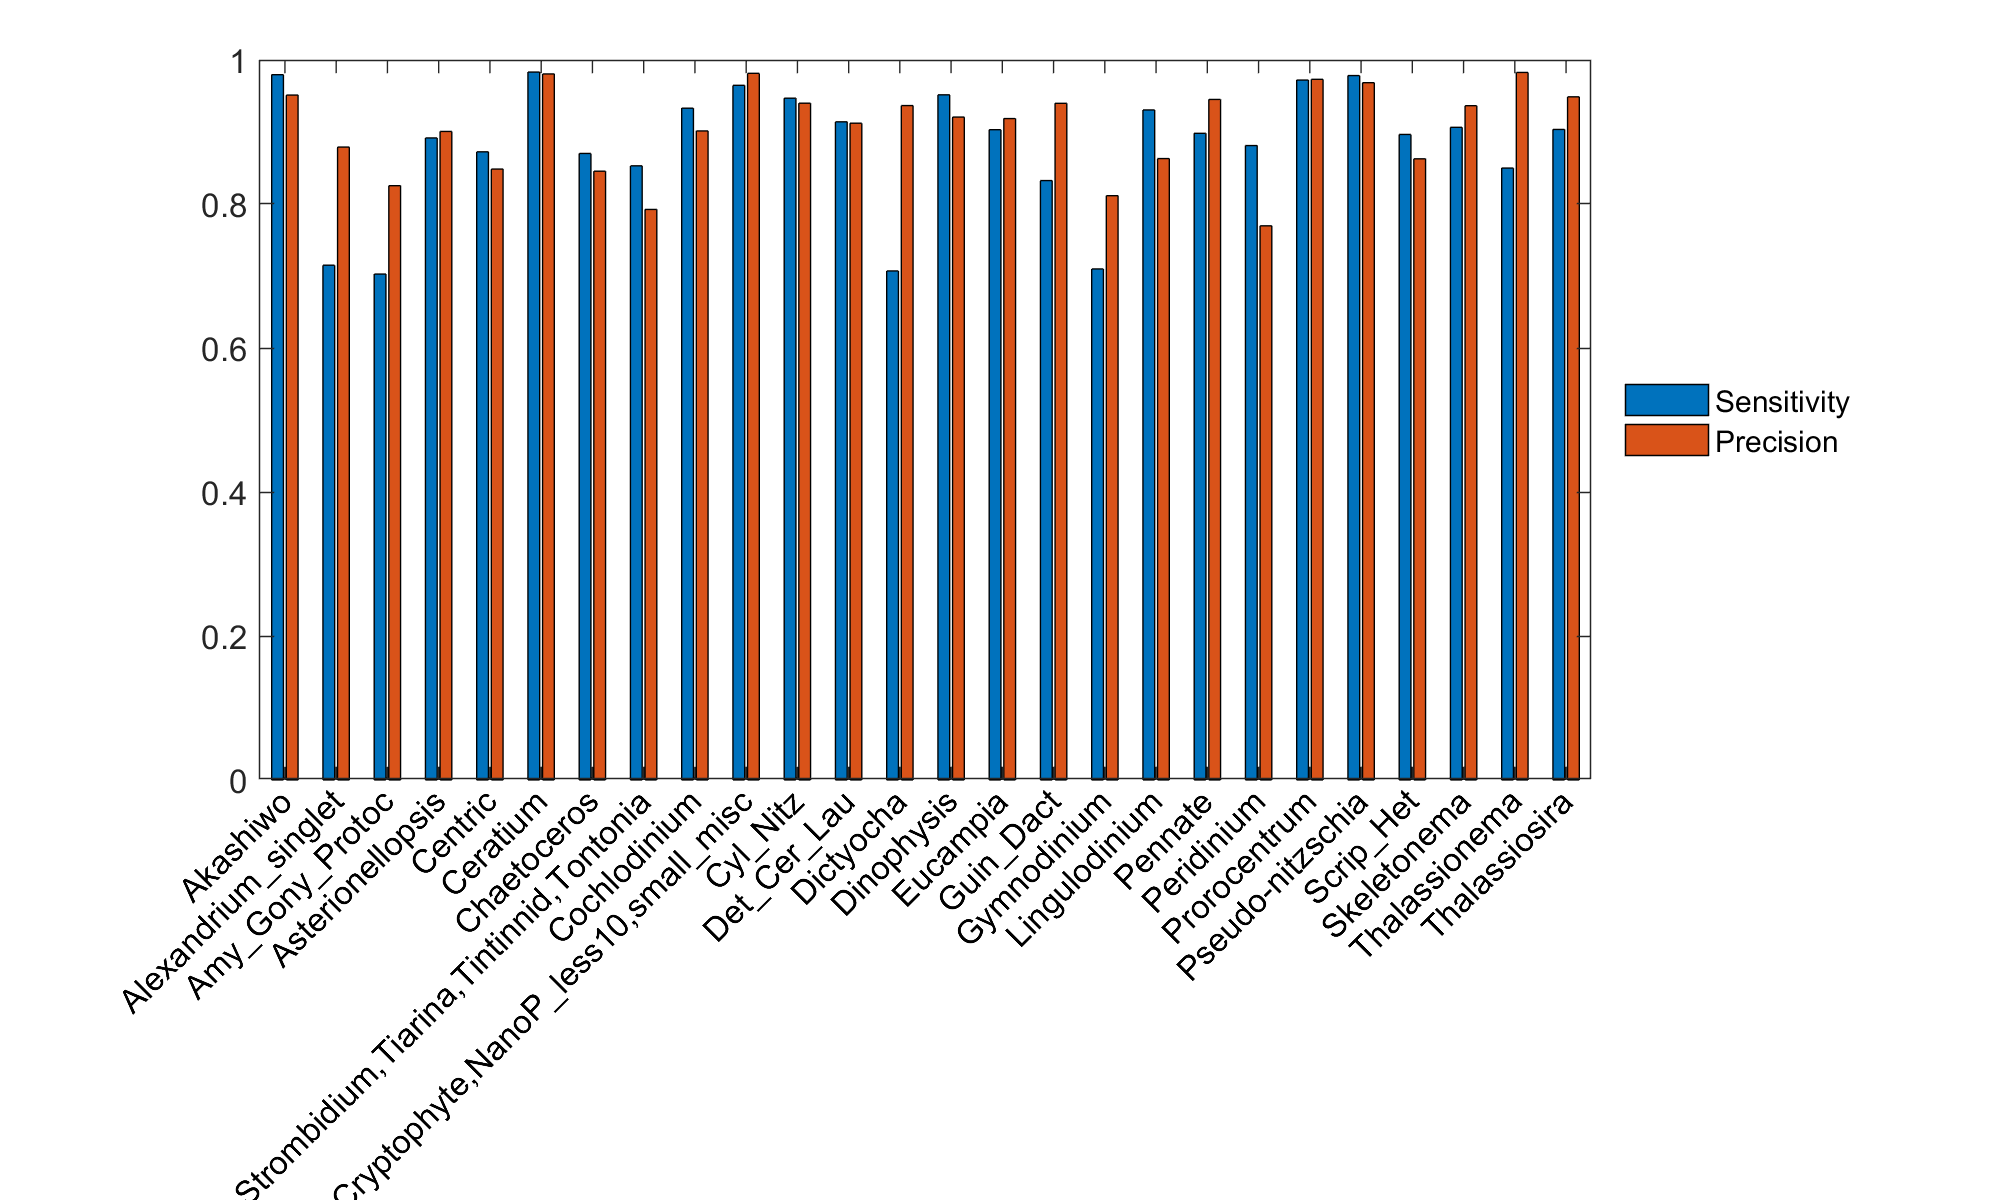 1
0.8
0.6
0.4
0.2
0
Akashiwo
Alexandrium_singlet
Amy_Gony_Protoc
Asterionellopsis
Centric
Ceratium
Chaetoceros
Strombidium,Tiarina,Tintinnid,Tontonia
Cochlodinium
Cryptophyte,NanoP_less10,small_misc
Cyl_Nitz
Det_Cer_Lau
Dictyocha
Dinophysis
Eucampia
Guin_Dact
Gymnodinium
Lingulodinium
Pennate
Peridinium
Prorocentrum
Pseudo-nitzschia
Scrip_Het
Skeletonema
Thalassionema
Thalassiosira
Sensitivity
Precision